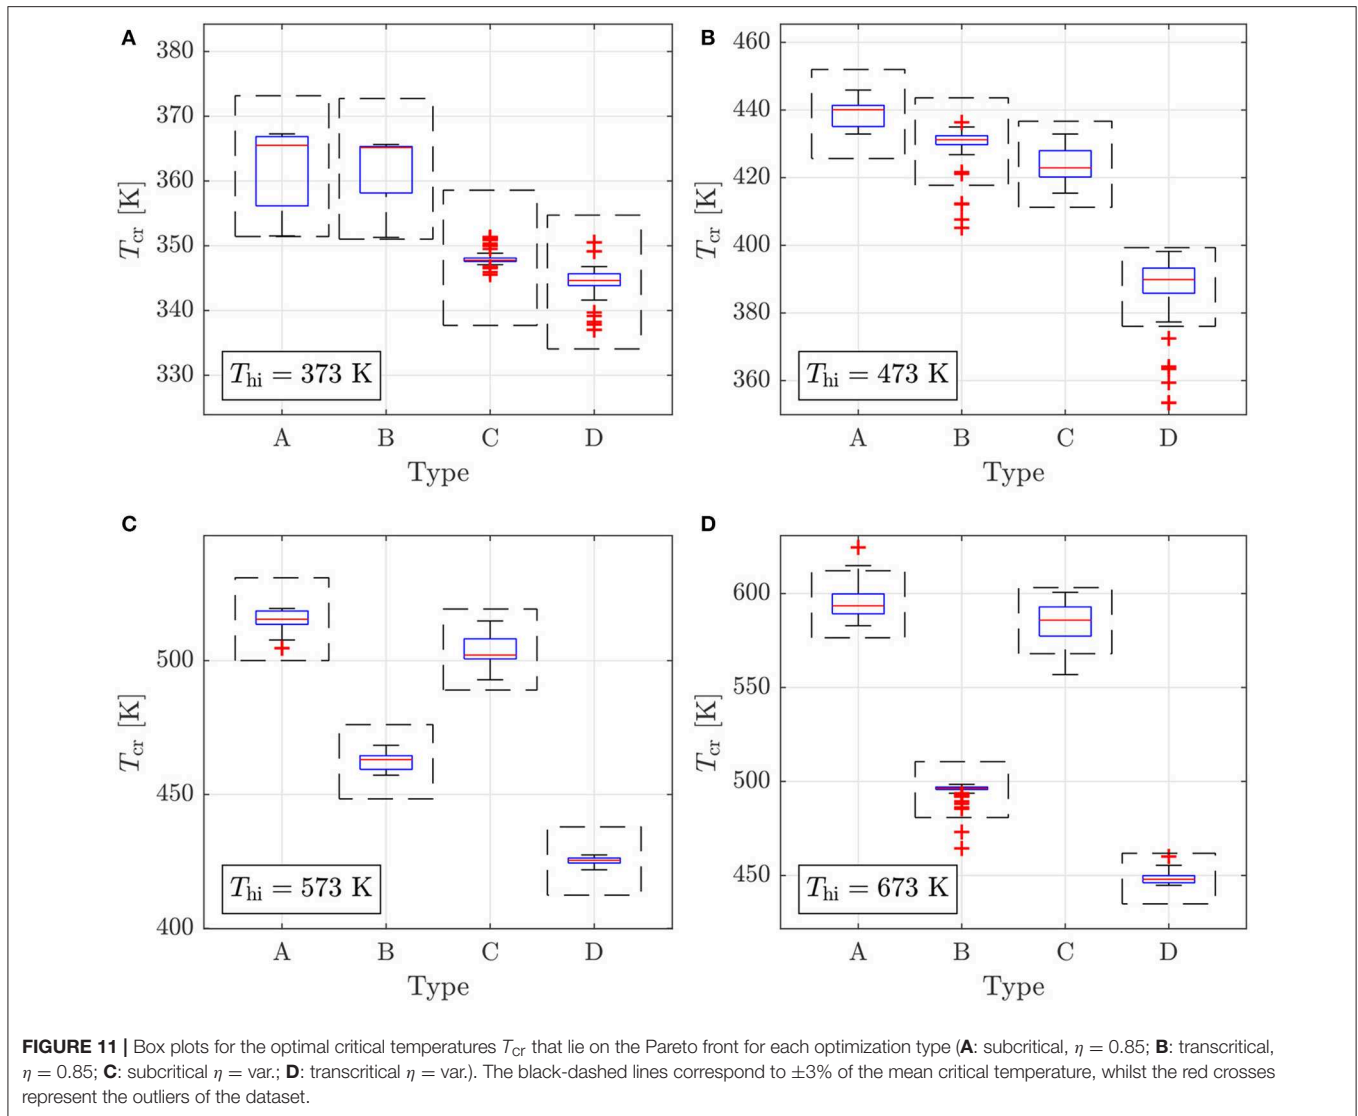 A
380
370
360
350
340
330
T_cr [K]
T_hi = 373 K
A B C D
Type
B
460
440
420
400
380
360
T_cr [K]
T_hi = 473 K
A B C D
Type
C
500
450
400
T_cr [K]
T_hi = 573 K
A B C D
Type
D
600
550
500
450
T_cr [K]
T_hi = 673 K
A B C D
Type
FIGURE 11 | Box plots for the optimal critical temperatures T_cr that lie on the Pareto front for each optimization type (A: subcritical, η = 0.85; B: transcritical,
η = 0.85; C: subcritical η = var.; D: transcritical η = var.). The black-dashed lines correspond to ±3% of the mean critical temperature, whilst the red crosses
represent the outliers of the dataset.